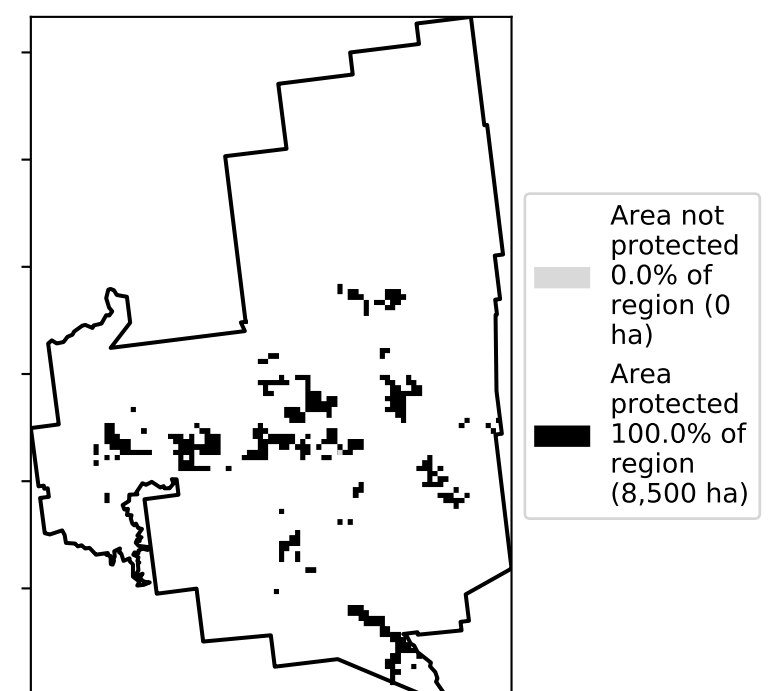 Area not
protected
0.0% of
region (0
ha)
Area
protected
100.0% of
region
(8,500 ha)